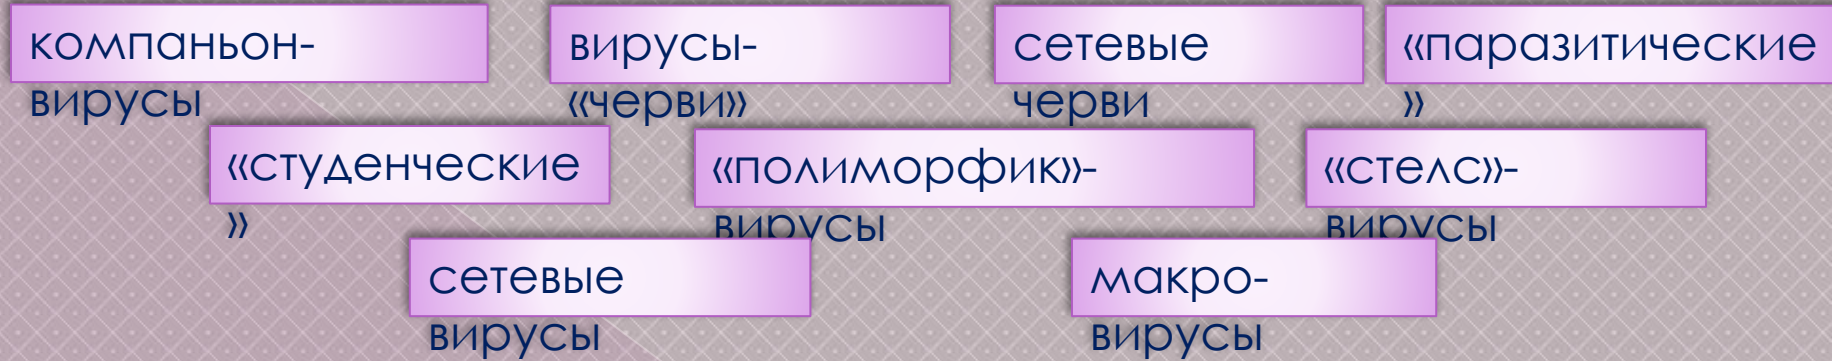 компаньон-
вирусы
вирусы-
«черви»
сетевые
черви
«паразитические
»
«студенческие
»
«полиморфик»-
вирусы
«стелс»-
вирусы
сетевые
вирусы
макро-
вирусы